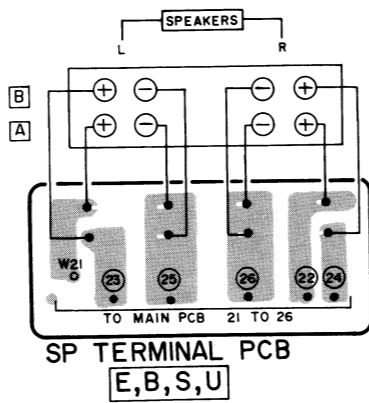 SPEAKERS
L R
B + − − +
A + − − +
W21 23 25 26 22 24
TO MAIN PCB 21 TO 26
SP TERMINAL PCB
E,B,S,U